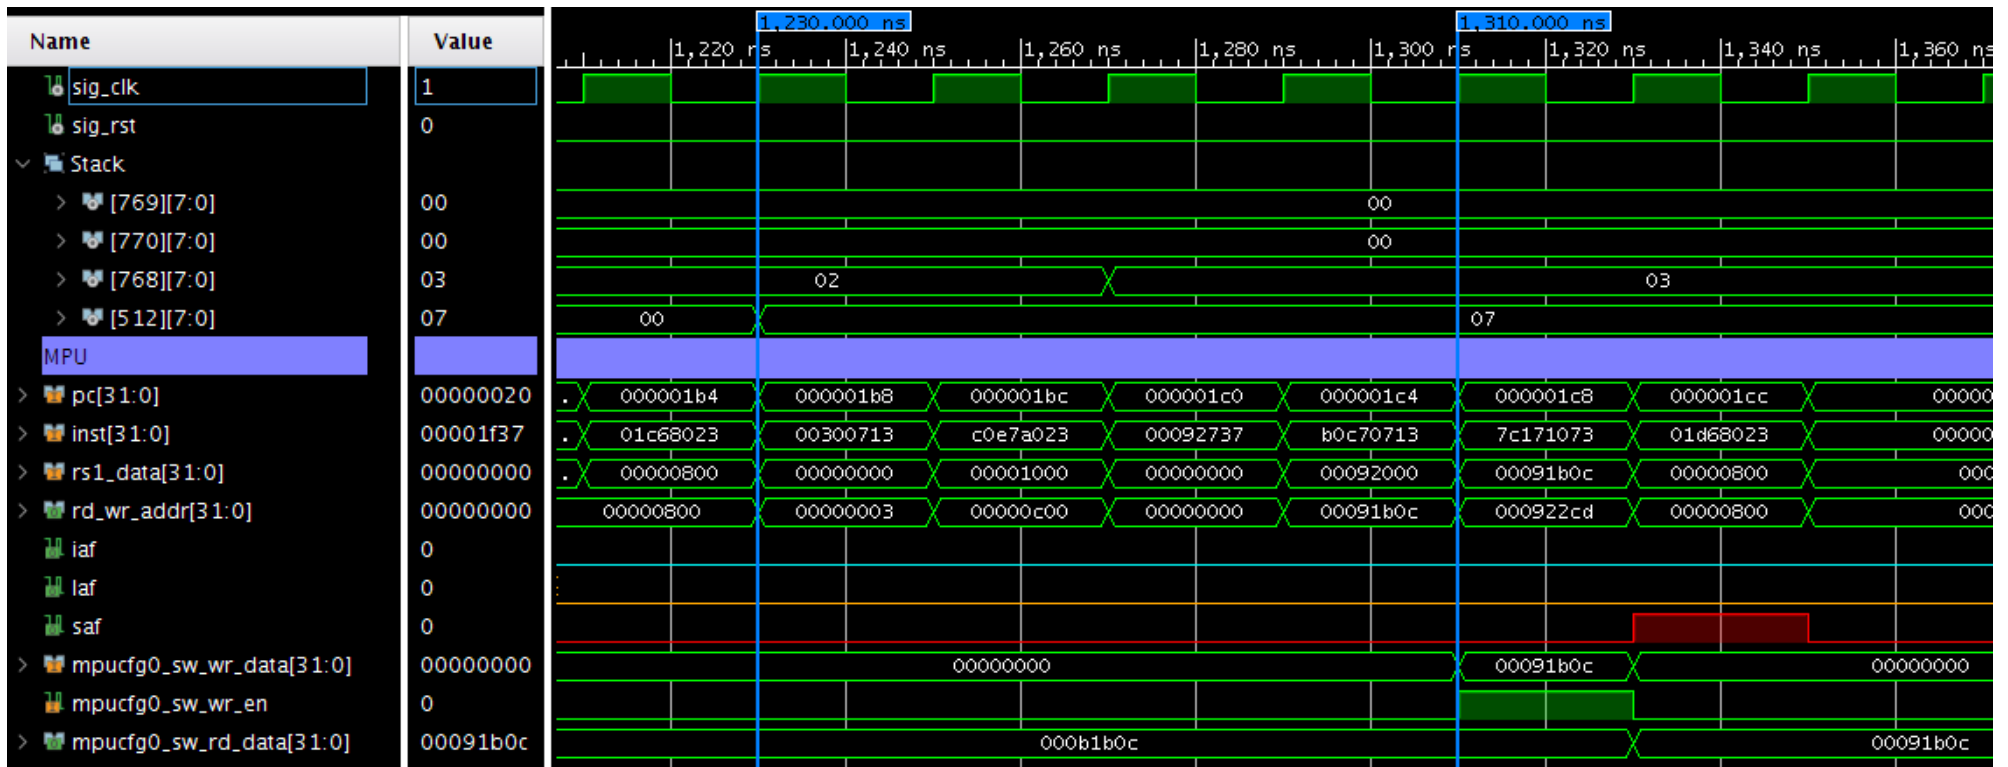 1,230.000 ns 1,310.000 ns
Name Value 1,220 ns 1,240 ns 1,260 ns 1,280 ns 1,300 ns 1,320 ns 1,340 ns 1,360 ns
sig_clk 1
sig_rst 0
Stack
[769][7:0] 00 00
[770][7:0] 00 00
[768][7:0] 03 02 03
[512][7:0] 07 00 07
MPU
pc[31:0] 00000020 . 000001b4 000001b8 000001bc 000001c0 000001c4 000001c8 000001cc 00000
inst[31:0] 00001f37 . 01c68023 00300713 c0e7a023 00092737 b0c70713 7c171073 01d68023 00000
rs1_data[31:0] 00000000 . 00000800 00000000 00001000 00000000 00092000 00091b0c 00000800 000
rd_wr_addr[31:0] 00000000 00000800 00000003 00000c00 00000000 00091b0c 000922cd 00000800 000
iaf 0
laf 0
saf 0
mpucfg0_sw_wr_data[31:0] 00000000 00000000 00091b0c 00000000
mpucfg0_sw_wr_en 0
mpucfg0_sw_rd_data[31:0] 00091b0c 000b1b0c 00091b0c